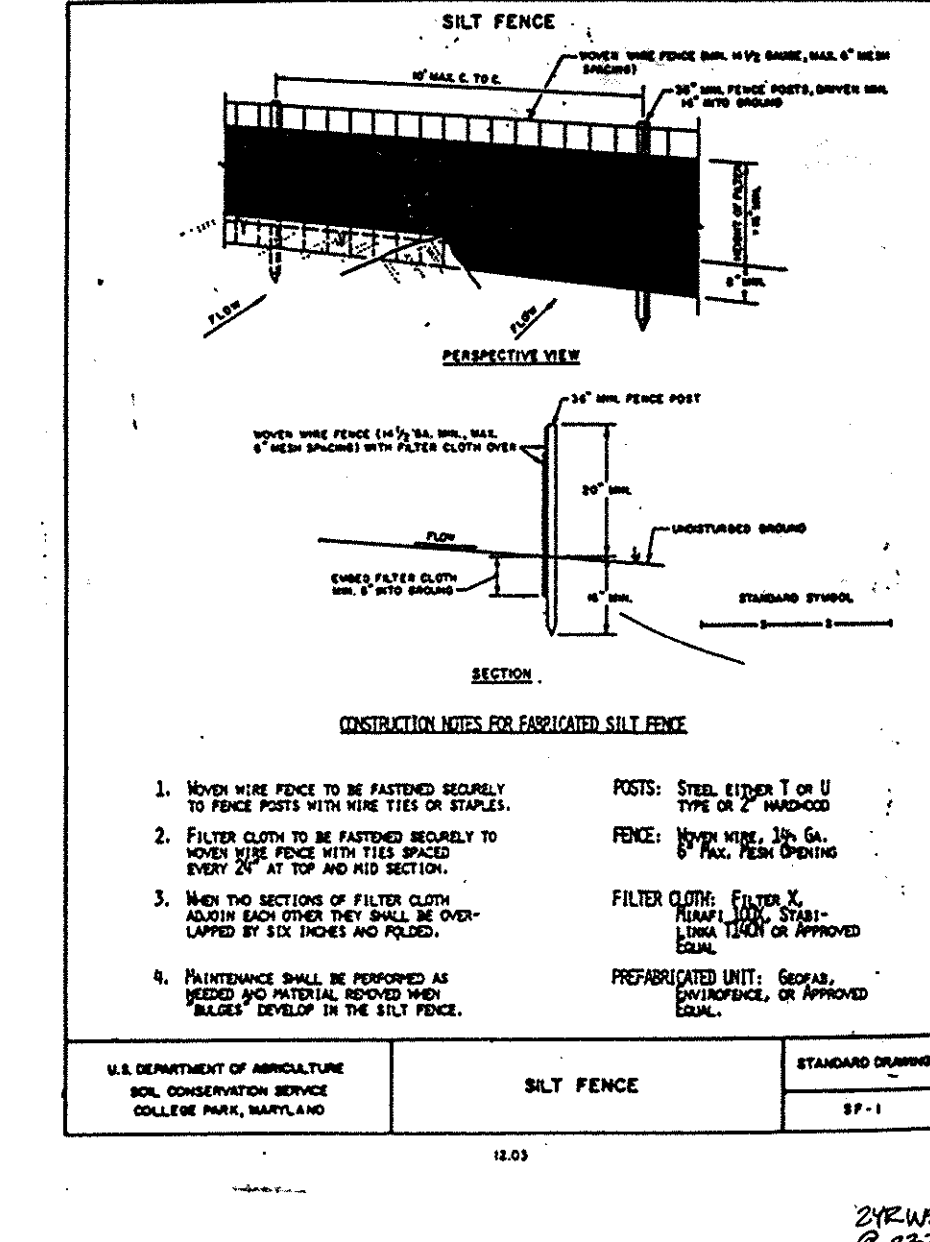 SILT FENCE
WOVEN WIRE FENCE (MIN. 14 1/2 GAUGE, MAX. 6" MESH
SPACING)
10' MAX. C. TO C.
36" MIN. FENCE POSTS, DRIVEN MIN.
16" INTO GROUND
HEIGHT OF FILTER
= 16" MIN.
8" MIN.
FLOW
FLOW
PERSPECTIVE VIEW
36" MIN. FENCE POST
WOVEN WIRE FENCE (14 1/2 GA. MIN., MAX.
6" MESH SPACING) WITH FILTER CLOTH OVER
20" MIN.
UNDISTURBED GROUND
FLOW
EMBED FILTER CLOTH
MIN. 8" INTO GROUND
16" MIN.
STANDARD SYMBOL
S S
SECTION
CONSTRUCTION NOTES FOR FABRICATED SILT FENCE
1. WOVEN WIRE FENCE TO BE FASTENED SECURELY
TO FENCE POSTS WITH WIRE TIES OR STAPLES.
2. FILTER CLOTH TO BE FASTENED SECURELY TO
WOVEN WIRE FENCE WITH TIES SPACED
EVERY 24" AT TOP AND MID SECTION.
3. WHEN TWO SECTIONS OF FILTER CLOTH
ADJOIN EACH OTHER THEY SHALL BE OVER-
LAPPED BY SIX INCHES AND FOLDED.
4. MAINTENANCE SHALL BE PERFORMED AS
NEEDED AND MATERIAL REMOVED WHEN
"BULGES" DEVELOP IN THE SILT FENCE.
POSTS: STEEL EITHER T OR U
TYPE OR 2" HARDWOOD
FENCE: WOVEN WIRE, 14½ GA.
6" MAX. MESH OPENING
FILTER CLOTH: FILTER X,
MIRAFI 100X, STABI-
LINKA T140N OR APPROVED
EQUAL
PREFABRICATED UNIT: GEOFAB,
ENVIROFENCE, OR APPROVED
EQUAL.
U.S. DEPARTMENT OF AGRICULTURE
SOIL CONSERVATION SERVICE
COLLEGE PARK, MARYLAND
SILT FENCE
STANDARD DRAWING
SF-1
12.03